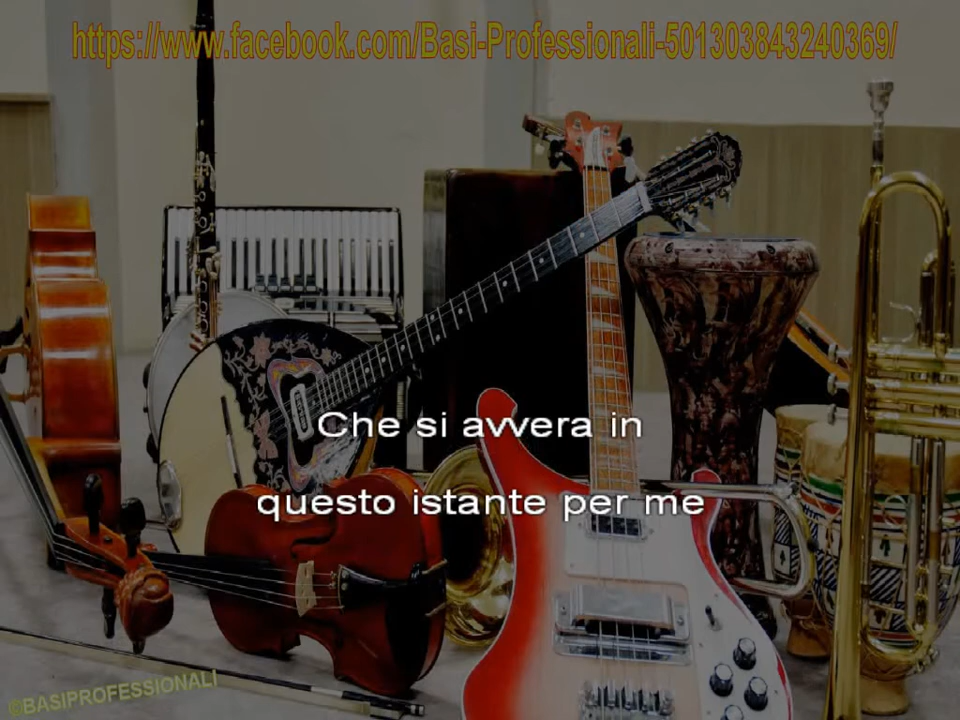 https://www.facebook.com/Basi-Professionali-501303843240369/
Che si avvera in
questo istante per me
©BASIPROFESSIONALI